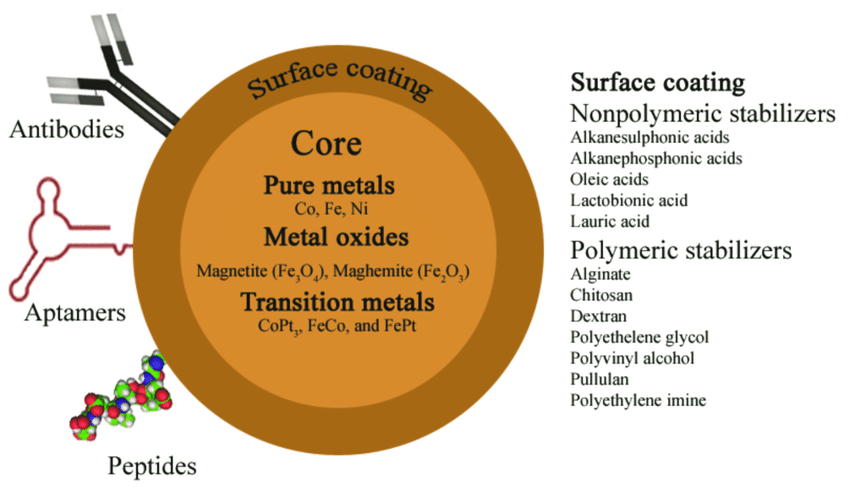 Antibodies
Aptamers
Peptides
Surface coating
Core
Pure metals
Co, Fe, Ni
Metal oxides
Magnetite (Fe₃O₄), Maghemite (Fe₂O₃)
Transition metals
CoPt₃, FeCo, and FePt
Surface coating
Nonpolymeric stabilizers
Alkanesulphonic acids
Alkanephosphonic acids
Oleic acids
Lactobionic acid
Lauric acid
Polymeric stabilizers
Alginate
Chitosan
Dextran
Polyethelene glycol
Polyvinyl alcohol
Pullulan
Polyethylene imine